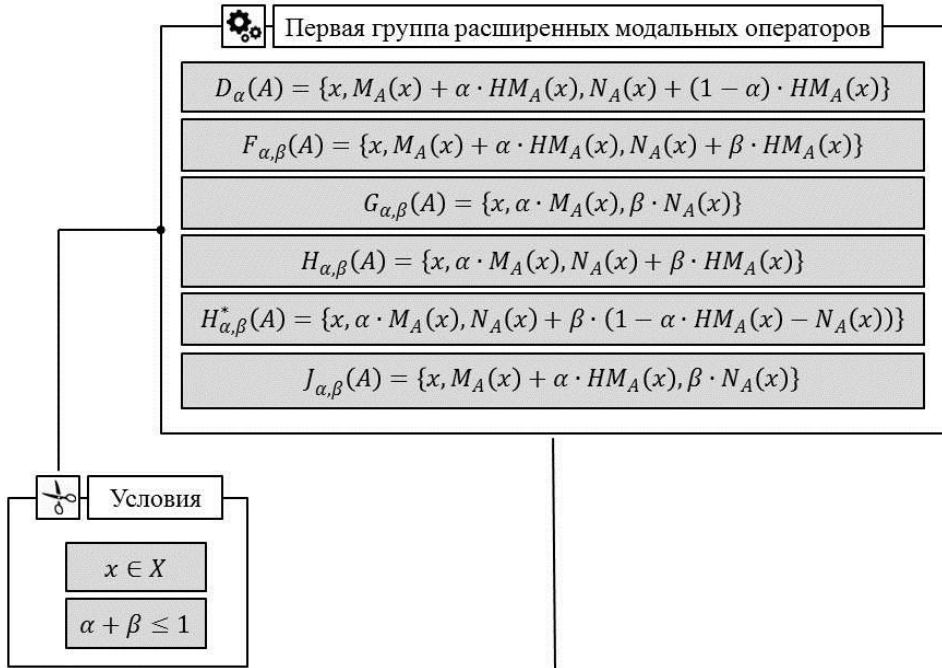 Первая группа расширенных модальных операторов
D_α(A) = {x, M_A(x) + α · HM_A(x), N_A(x) + (1 − α) · HM_A(x)}
F_{α,β}(A) = {x, M_A(x) + α · HM_A(x), N_A(x) + β · HM_A(x)}
G_{α,β}(A) = {x, α · M_A(x), β · N_A(x)}
H_{α,β}(A) = {x, α · M_A(x), N_A(x) + β · HM_A(x)}
H*_{α,β}(A) = {x, α · M_A(x), N_A(x) + β · (1 − α · HM_A(x) − N_A(x))}
J_{α,β}(A) = {x, M_A(x) + α · HM_A(x), β · N_A(x)}
Условия
x ∈ X
α + β ≤ 1